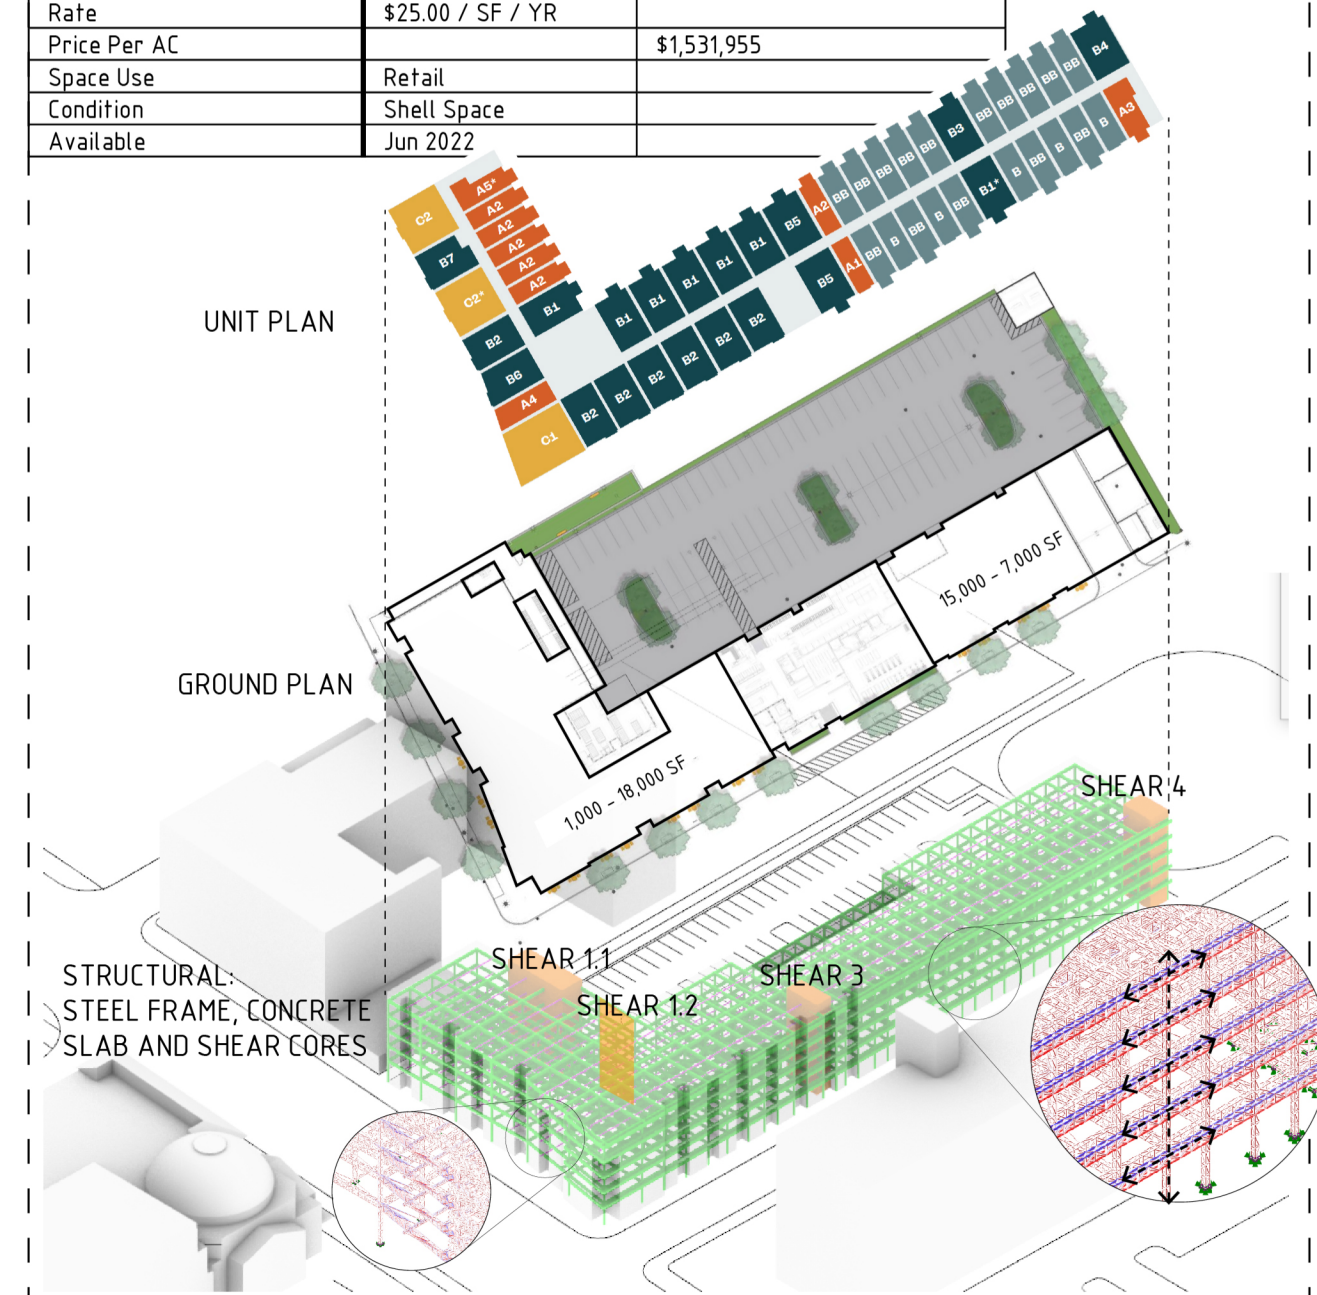 Rate $25.00 / SF / YR
Price Per AC $1,531,955
Space Use Retail
Condition Shell Space
Available Jun 2022
UNIT PLAN
C2
B7
C2*
B2
B6
A4
C1
A5*
A2
A2
A2
A2
A2
B1
B1
B1
B1
B1
B1
B5
A2
BB
BB
BB
BB
BB
B3
BB
BB
BB
BB
BB
B4
B2
B2
B2
B2
B2
B2
B5
A1
BB
B
BB
B
BB
B1*
B
BB
B
BB
B
A3
GROUND PLAN
15,000 – 7,000 SF
1,000 – 18,000 SF
STRUCTURAL:
STEEL FRAME, CONCRETE
SLAB AND SHEAR CORES
SHEAR 1.1
SHEAR 1.2
SHEAR 3
SHEAR 4